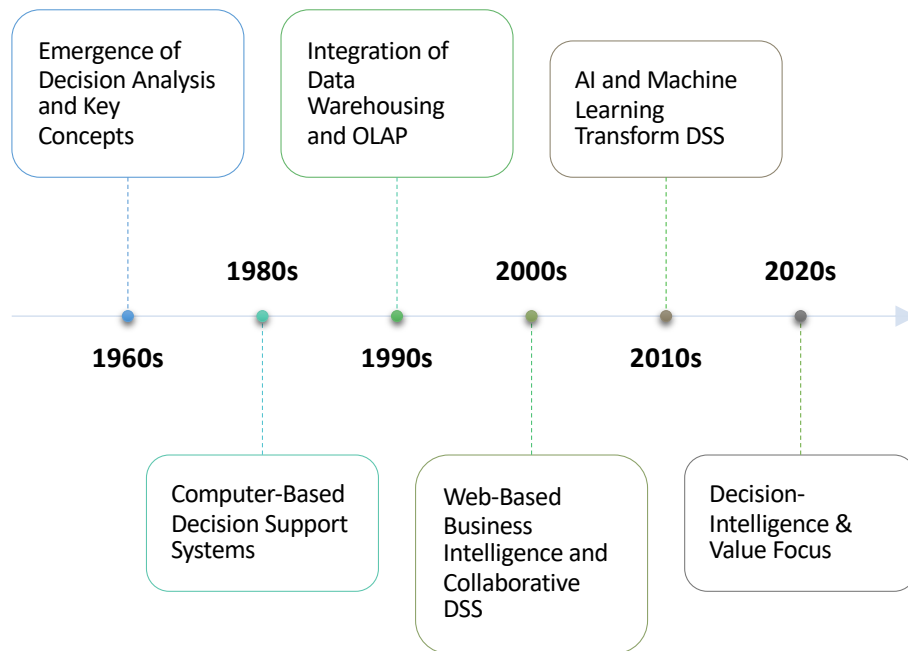 Emergence of
Decision Analysis
and Key
Concepts
Integration of
Data
Warehousing
and OLAP
AI and Machine
Learning
Transform DSS
1980s
2000s
2020s
1960s
1990s
2010s
Computer-Based
Decision Support
Systems
Web-Based
Business
Intelligence and
Collaborative
DSS
Decision-
Intelligence &
Value Focus